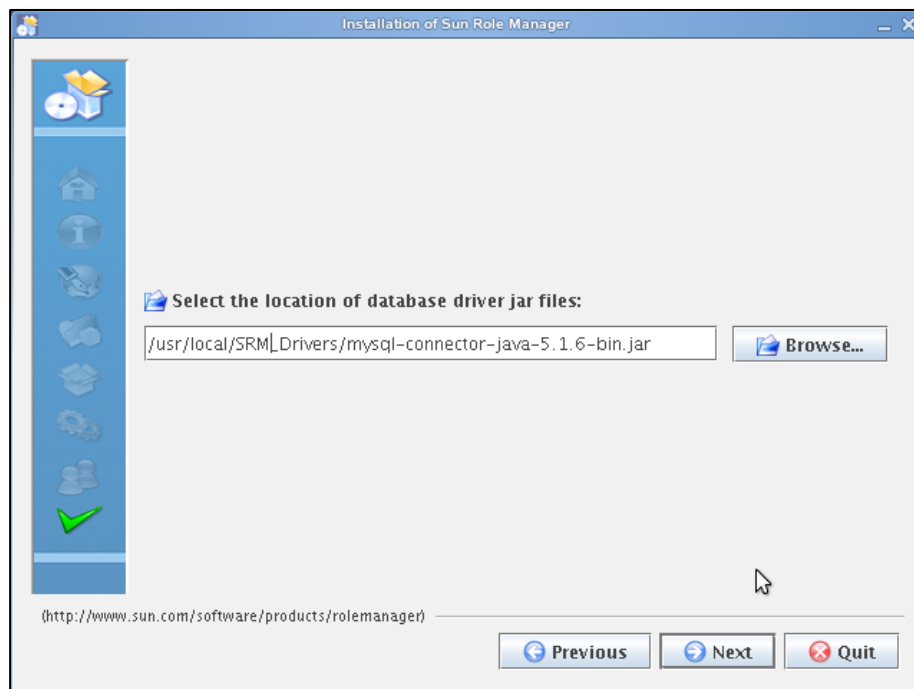 Installation of Sun Role Manager
Select the location of database driver jar files:
/usr/local/SRM_Drivers/mysql-connector-java-5.1.6-bin.jar
Browse...
(http://www.sun.com/software/products/rolemanager)
Previous
Next
Quit